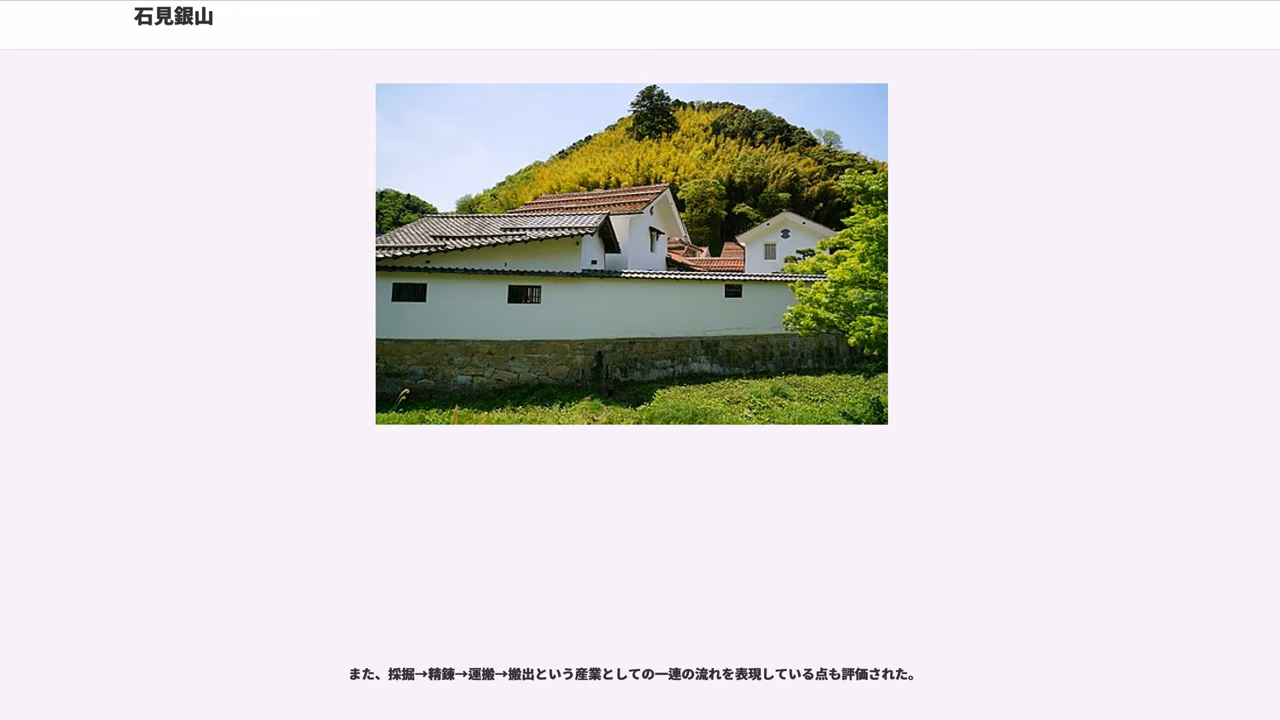 石見銀山
また、採掘→精錬→運搬→搬出という産業としての一連の流れを表現している点も評価された。